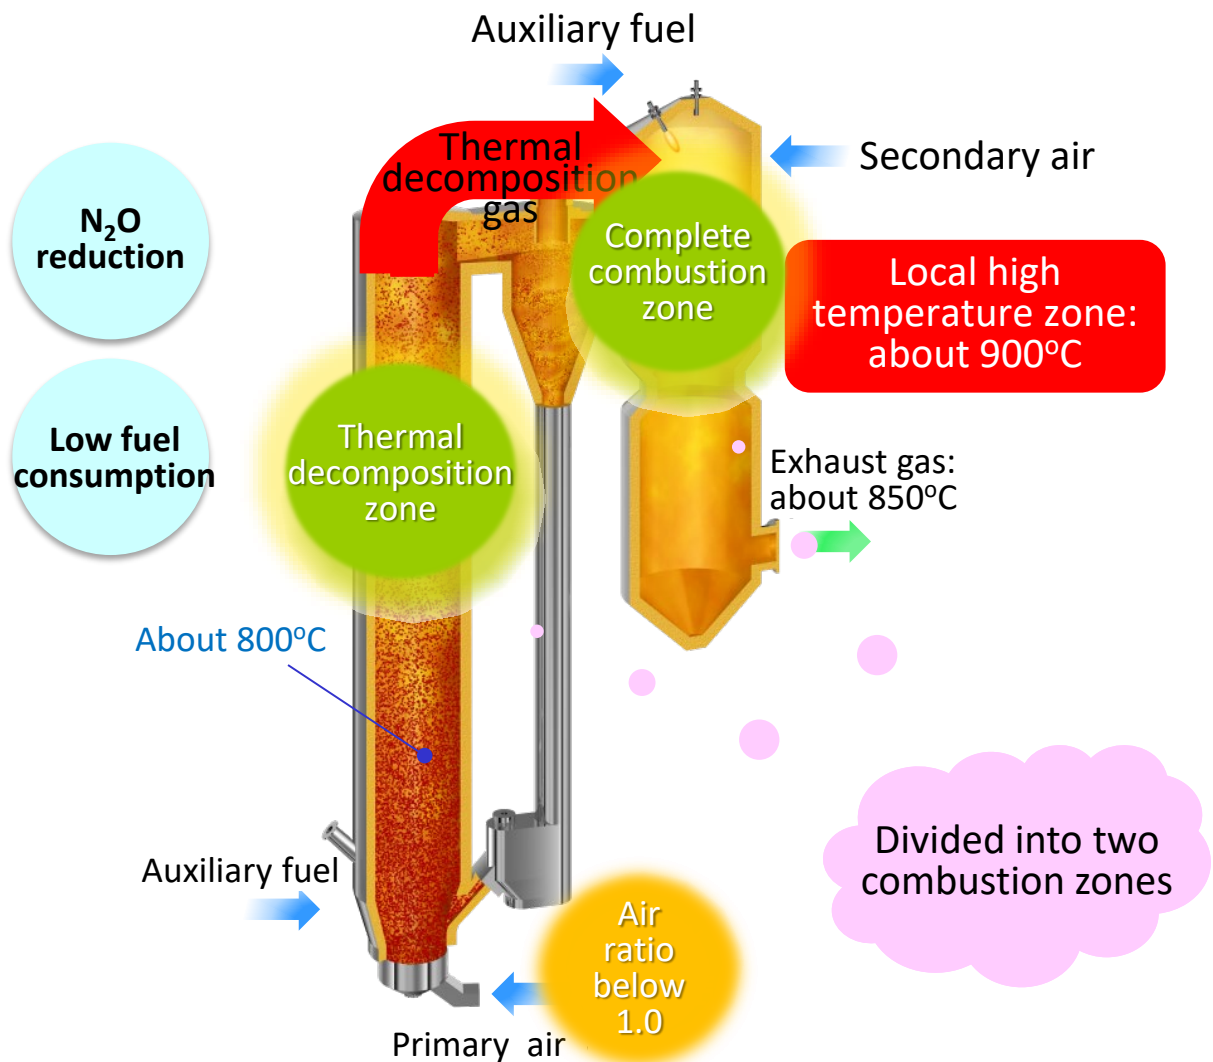 Auxiliary fuel
Secondary air
Thermal
decomposition
gas
N₂O
reduction
Complete
combustion
zone
Local high
temperature zone:
about 900°C
Low fuel
consumption
Thermal
decomposition
zone
Exhaust gas:
about 850°C
About 800°C
Divided into two
combustion zones
Auxiliary fuel
Air
ratio
below
1.0
Primary air